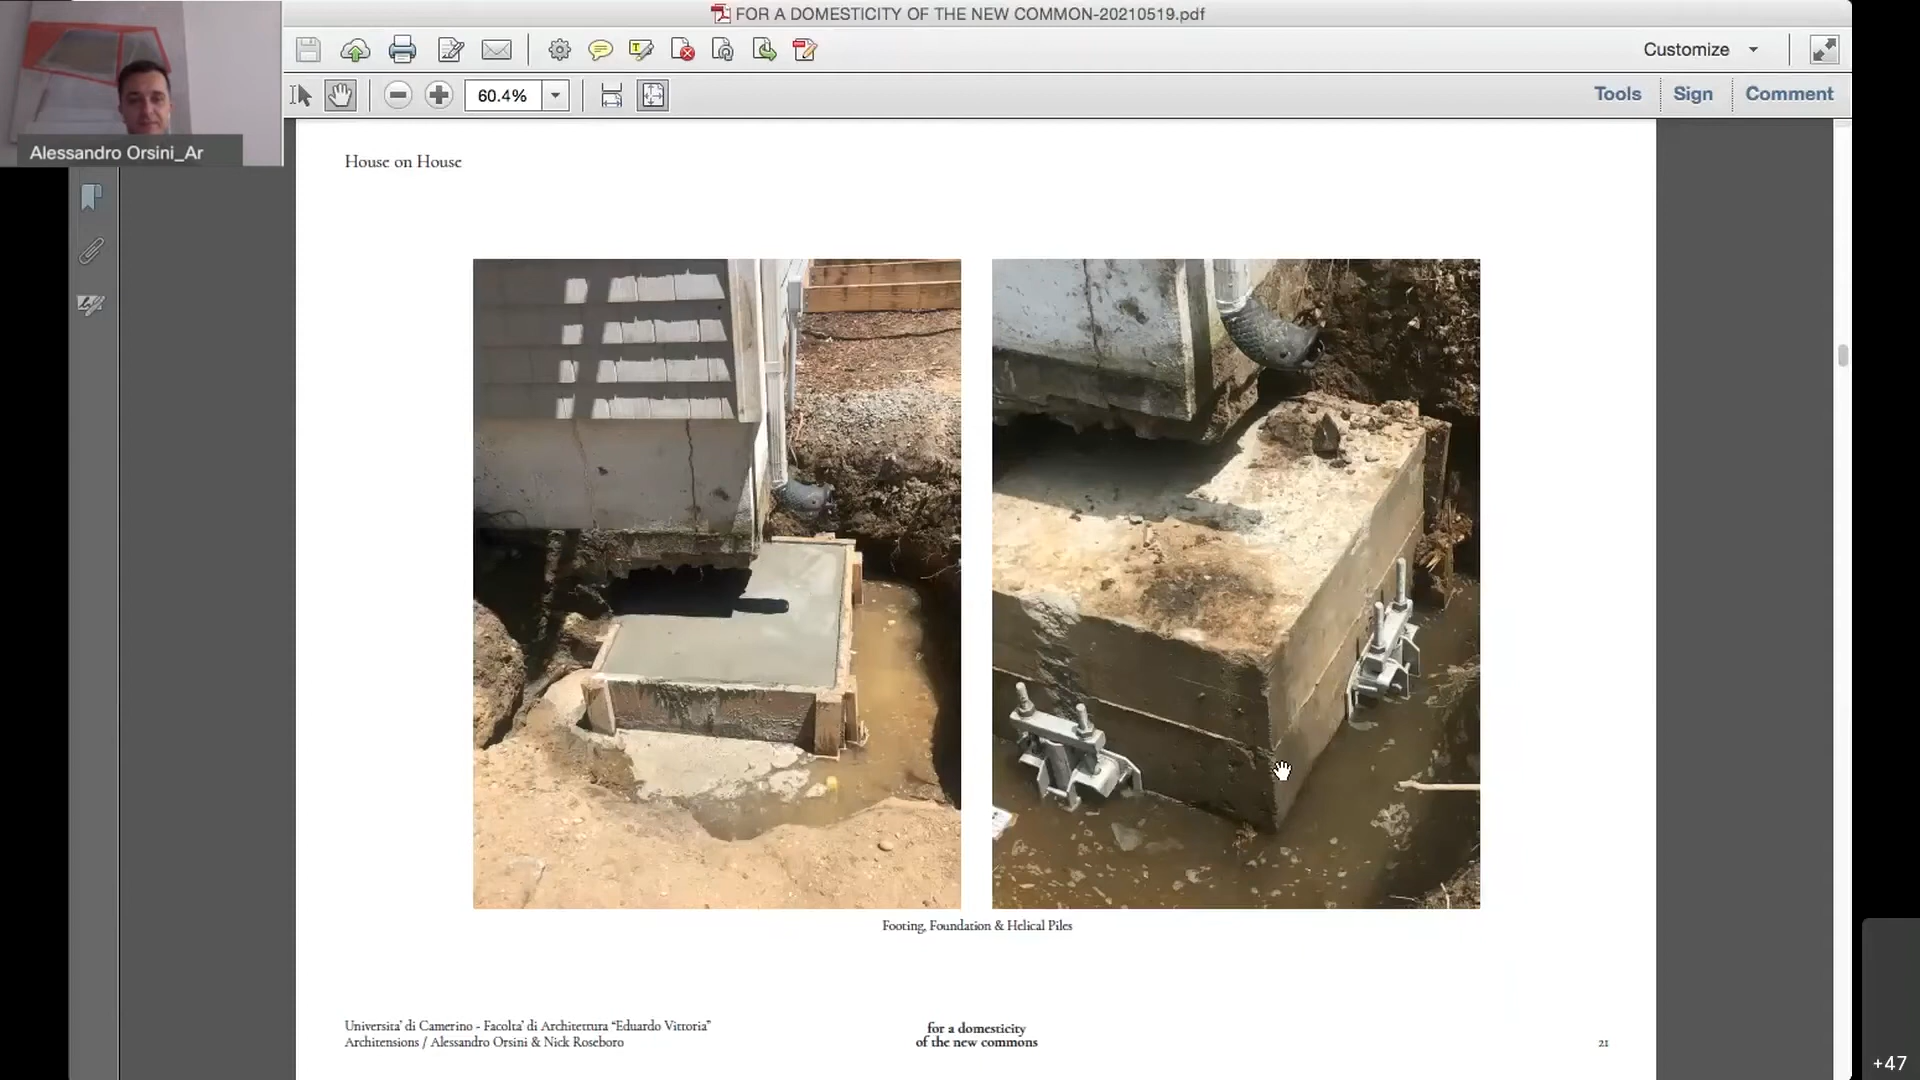 FOR A DOMESTICITY OF THE NEW COMMON-20210519.pdf
Customize
60.4%
Tools
Sign
Comment
Alessandro Orsini_Ar
House on House
Footing, Foundation & Helical Piles
Universita' di Camerino - Facolta' di Architettura "Eduardo Vittoria"
Architensions / Alessandro Orsini & Nick Roseboro
for a domesticity
of the new commons
21
+47